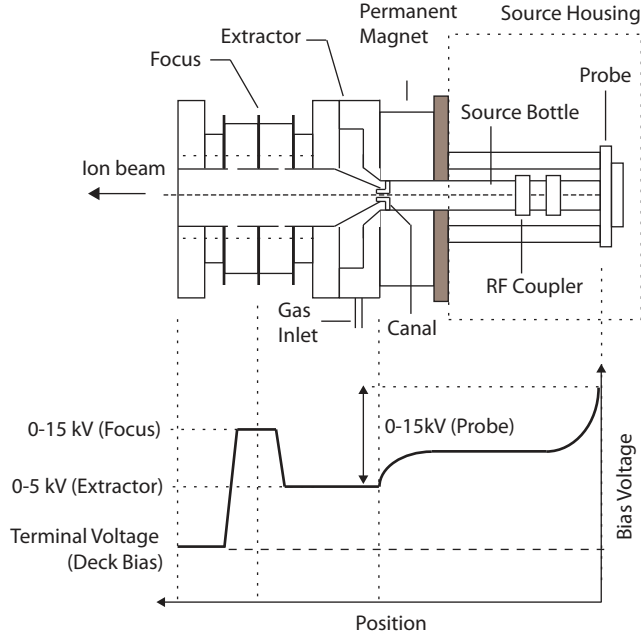 Permanent
Magnet
Source Housing
Extractor
Focus
Probe
Source Bottle
Ion beam
RF Coupler
Gas
Inlet
Canal
0-15 kV (Focus)
0-15kV (Probe)
0-5 kV (Extractor)
Terminal Voltage
(Deck Bias)
Bias Voltage
Position